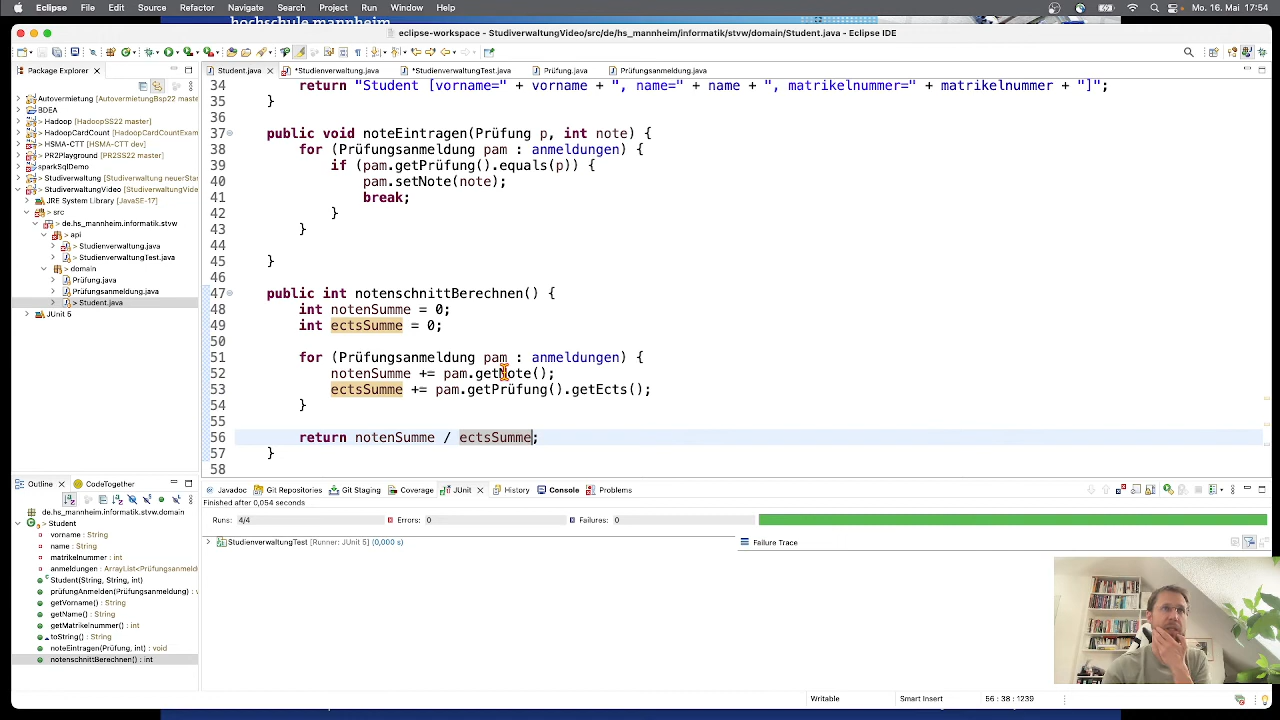 Eclipse File Edit Source Refactor Navigate Search Project Run Window Help Mo. 16. Mai 17:54
hochschule mannheim
eclipse-workspace - StudiverwaltungVideo/src/de/hs_mannheim/informatik/stvw/domain/Student.java - Eclipse IDE
Package Explorer
Student.java *Studienverwaltung.java *StudienverwaltungTest.java Prüfung.java Prüfungsanmeldung.java
Autovermietung [AutovermietungBsp22 maste
BDEA
> Hadoop [HadoopSS22 master]
HadoopCardCount [HadoopCardCountExam
HSMA-CTT [HSMA-CTT dev]
PR2Playground [PR2SS22 master]
sparkSqlDemo
Studiverwaltung [Studiverwaltung neuerStar
StudiverwaltungVideo [Studiverwaltung mast
JRE System Library [JavaSE-17]
> src
> de.hs_mannheim.informatik.stvw
> api
> Studienverwaltung.java
> StudienverwaltungTest.java
> domain
Prüfung.java
Prüfungsanmeldung.java
> Student.java
JUnit 5
34 return "Student [vorname=" + vorname + ", name=" + name + ", matrikelnummer=" + matrikelnummer + "]";
35 }
36
37 public void noteEintragen(Prüfung p, int note) {
38 for (Prüfungsanmeldung pam : anmeldungen) {
39 if (pam.getPrüfung().equals(p)) {
40 pam.setNote(note);
41 break;
42 }
43 }
44
45 }
46
47 public int notenschnittBerechnen() {
48 int notenSumme = 0;
49 int ectsSumme = 0;
50
51 for (Prüfungsanmeldung pam : anmeldungen) {
52 notenSumme += pam.getNote();
53 ectsSumme += pam.getPrüfung().getEcts();
54 }
55
56 return notenSumme / ectsSumme;
57 }
58
Outline CodeTogether
de.hs_mannheim.informatik.stvw.domain
> Student
vorname : String
name : String
matrikelnummer : int
anmeldungen : ArrayList<Prüfungsanmeld
Student(String, String, int)
prüfungAnmelden(Prüfungsanmeldung) : v
getVorname() : String
getName() : String
getMatrikelnummer() : int
toString() : String
noteEintragen(Prüfung, int) : void
notenschnittBerechnen() : int
Javadoc Git Repositories Git Staging Coverage JUnit History Console Problems
Finished after 0,054 seconds
Runs: 4/4 Errors: 0 Failures: 0
StudienverwaltungTest [Runner: JUnit 5] (0,000 s)
Failure Trace
Writable Smart Insert 56 : 38 : 1239